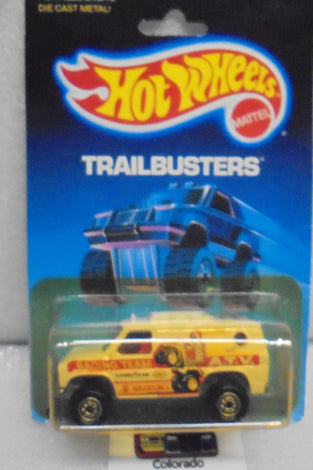 DIE CAST METAL!
Hot Wheels
MATTEL
TRAILBUSTERS
RACING TEAM
A.T.V.
GOODYEAR
SUZUKI
Colorado